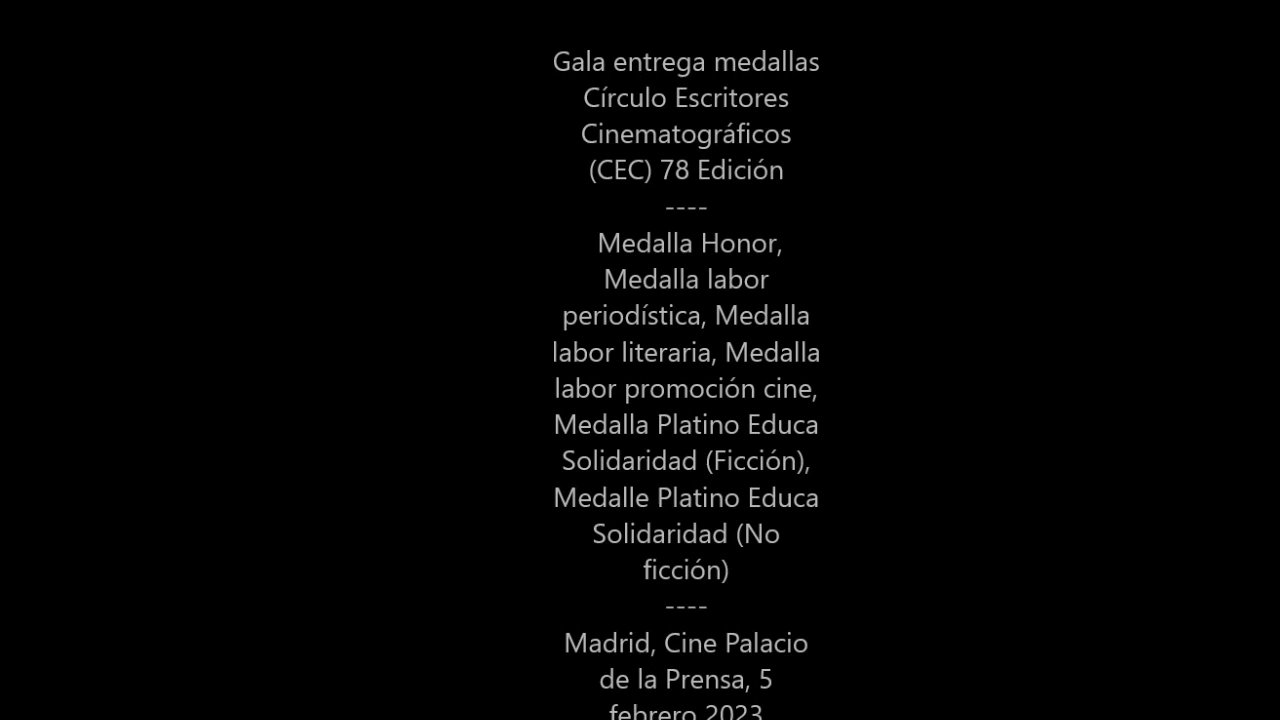 Gala entrega medallas
Círculo Escritores
Cinematográficos
(CEC) 78 Edición
----
Medalla Honor,
Medalla labor
periodística, Medalla
labor literaria, Medalla
labor promoción cine,
Medalla Platino Educa
Solidaridad (Ficción),
Medalle Platino Educa
Solidaridad (No
ficción)
----
Madrid, Cine Palacio
de la Prensa, 5
febrero 2023